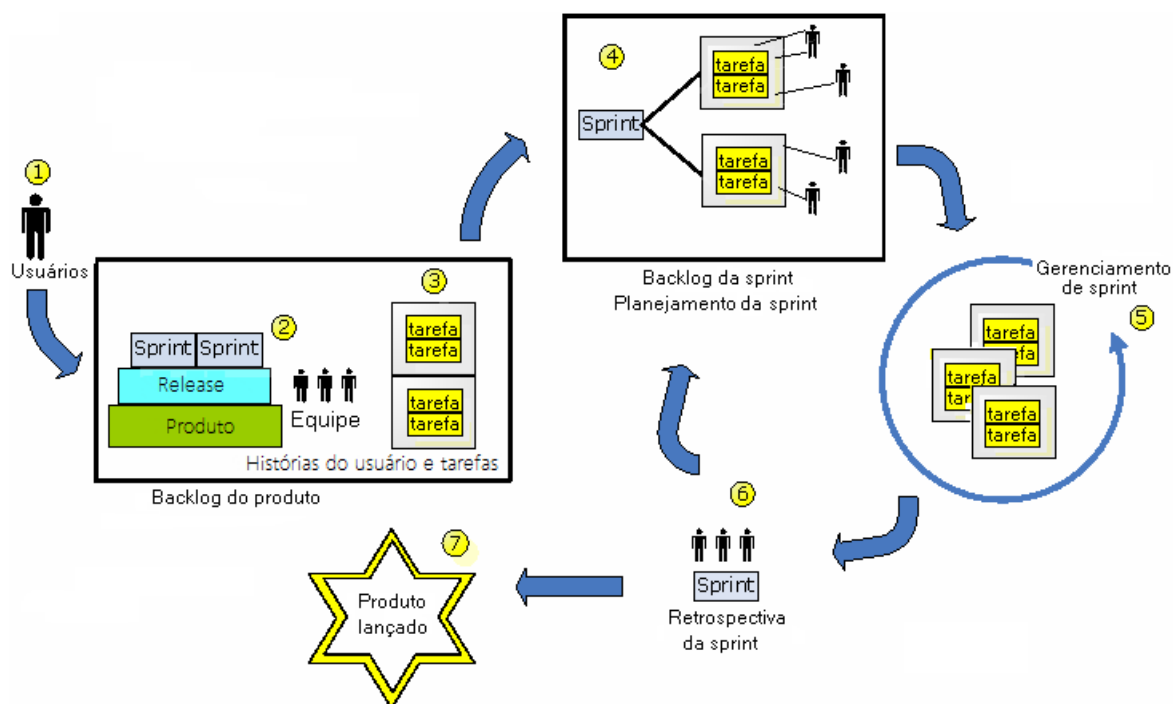 1
Usuários
2
Sprint Sprint
Release
Produto
Equipe
3
tarefa
tarefa
tarefa
tarefa
Histórias do usuário e tarefas
Backlog do produto
4
Sprint
tarefa
tarefa
tarefa
tarefa
Backlog da sprint
Planejamento da sprint
Gerenciamento
de sprint
5
tarefa
tarefa
tarefa
tarefa
tarefa
6
Sprint
Retrospectiva
da sprint
7
Produto
lançado